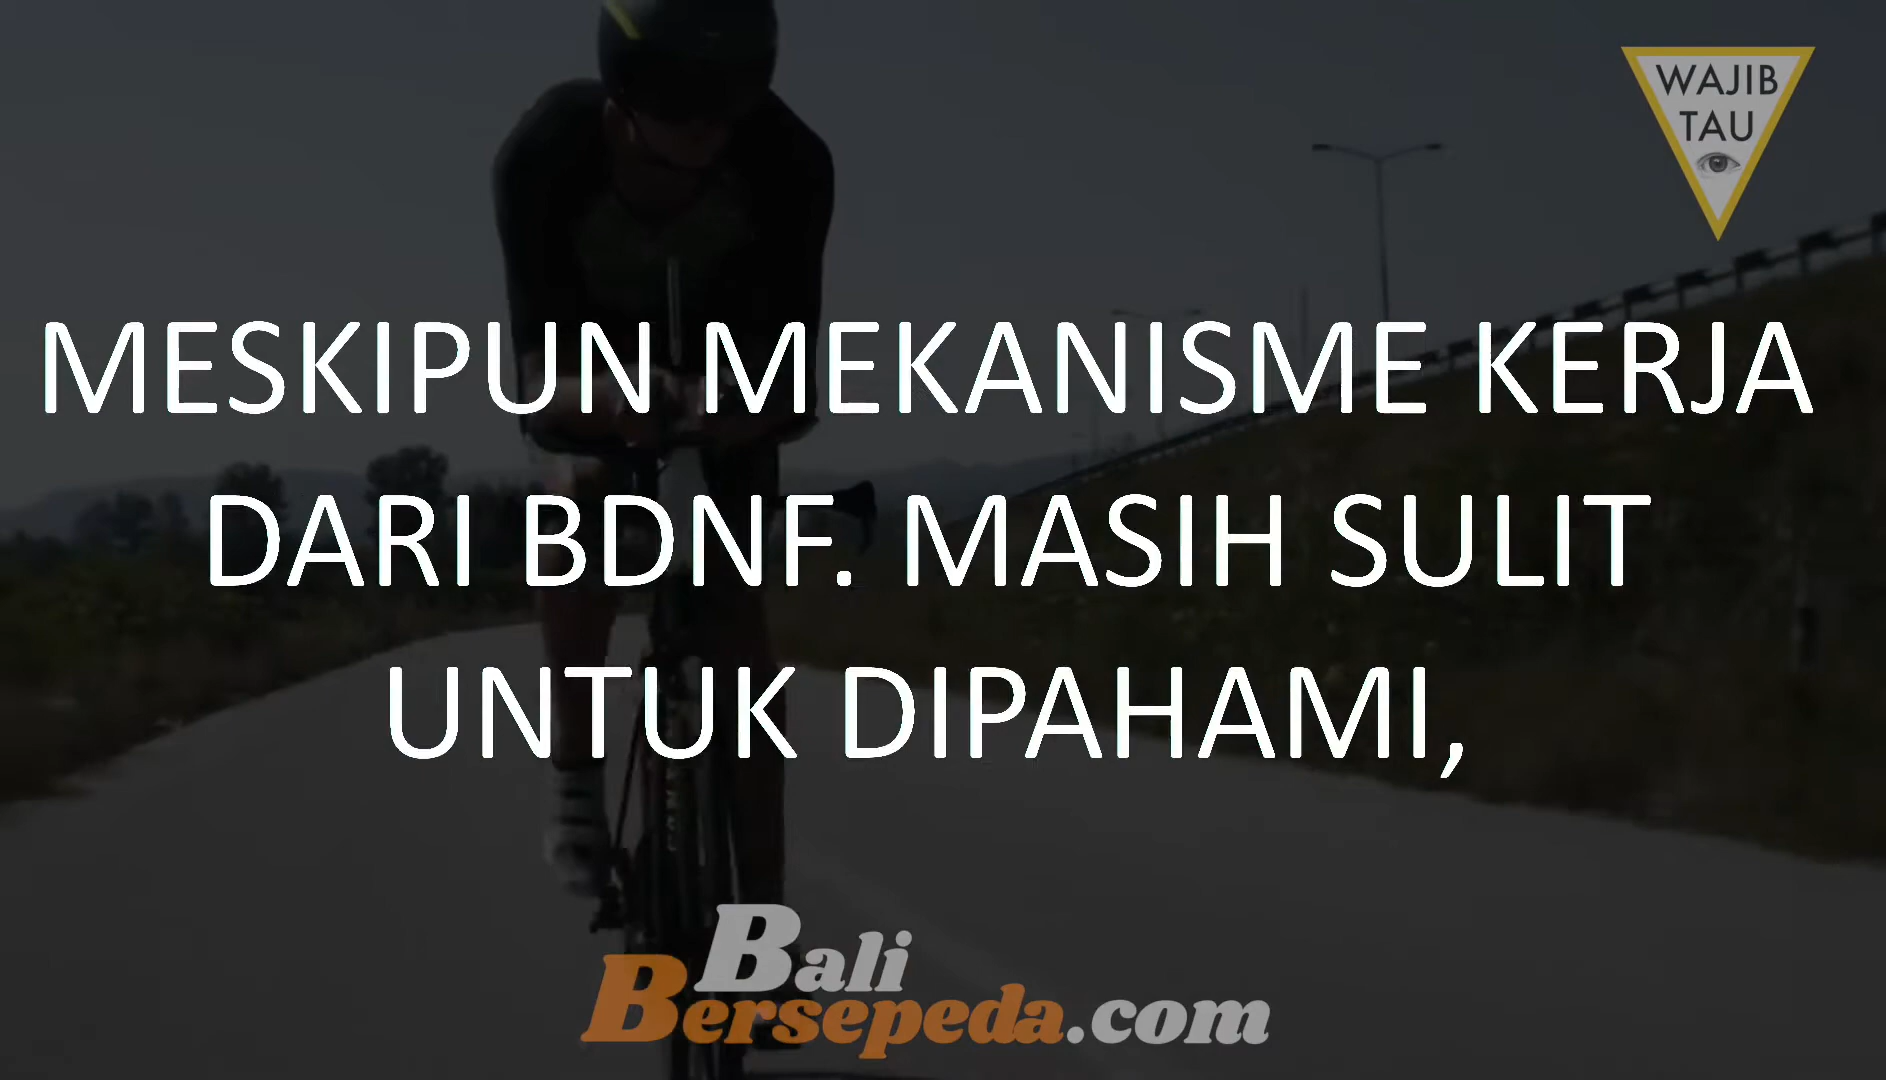 WAJIB
TAU
MESKIPUN MEKANISME KERJA
DARI BDNF. MASIH SULIT
UNTUK DIPAHAMI,
Bali
Bersepeda.com